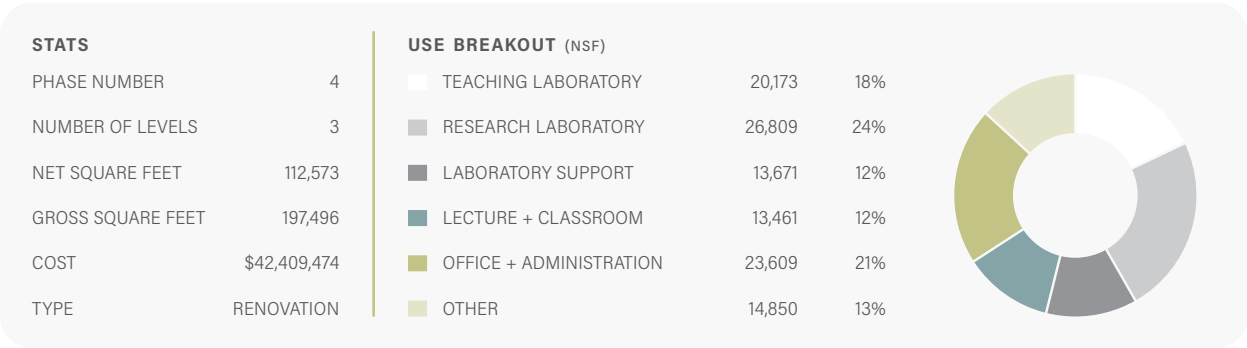 STATS
PHASE NUMBER 4
NUMBER OF LEVELS 3
NET SQUARE FEET 112,573
GROSS SQUARE FEET 197,496
COST $42,409,474
TYPE RENOVATION
USE BREAKOUT (NSF)
TEACHING LABORATORY 20,173 18%
RESEARCH LABORATORY 26,809 24%
LABORATORY SUPPORT 13,671 12%
LECTURE + CLASSROOM 13,461 12%
OFFICE + ADMINISTRATION 23,609 21%
OTHER 14,850 13%